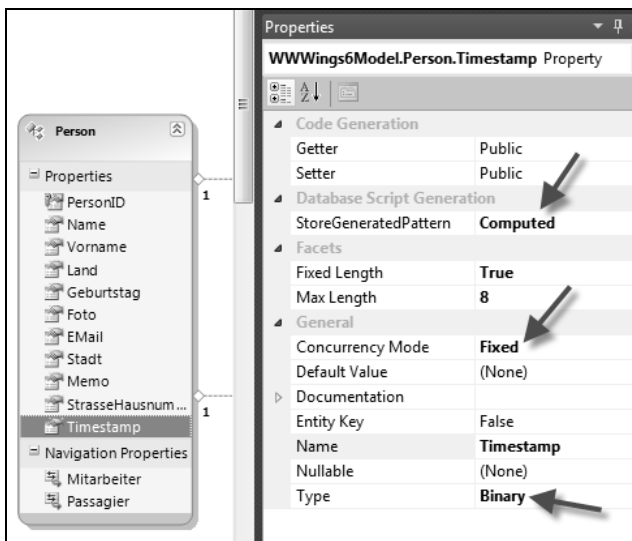 Person
Properties
PersonID
Name
Vorname
Land
Geburtstag
Foto
EMail
Stadt
Memo
StrasseHausnum...
Timestamp
Navigation Properties
Mitarbeiter
Passagier
1
1
Properties
WWWings6Model.Person.Timestamp Property
Code Generation
Getter Public
Setter Public
Database Script Generation
StoreGeneratedPattern Computed
Facets
Fixed Length True
Max Length 8
General
Concurrency Mode Fixed
Default Value (None)
Documentation
Entity Key False
Name Timestamp
Nullable (None)
Type Binary